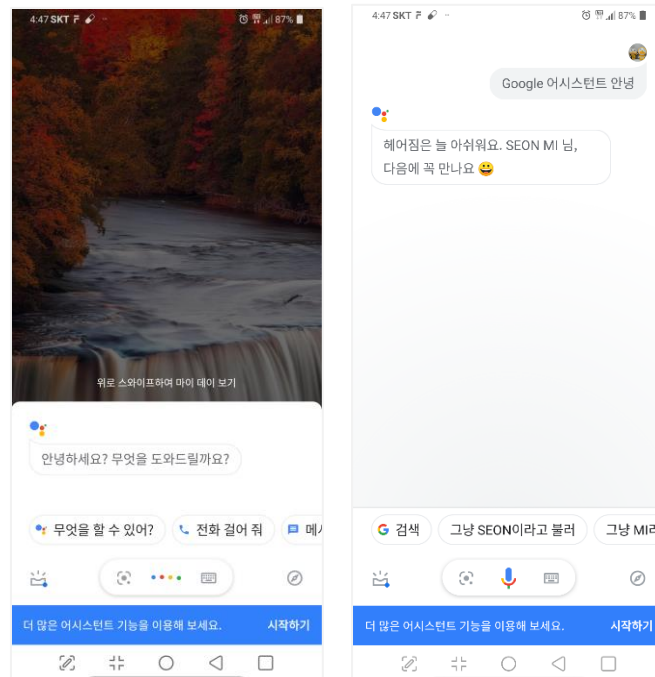 4:47 SKT
87%
위로 스와이프하여 마이 데이 보기
안녕하세요? 무엇을 도와드릴까요?
무엇을 할 수 있어?
전화 걸어 줘
더 많은 어시스턴트 기능을 이용해 보세요.
시작하기
4:47 SKT
87%
Google 어시스턴트 안녕
헤어짐은 늘 아쉬워요. SEON MI 님,
다음에 꼭 만나요
검색
그냥 SEON이라고 불러
그냥
더 많은 어시스턴트 기능을 이용해 보세요.
시작하기